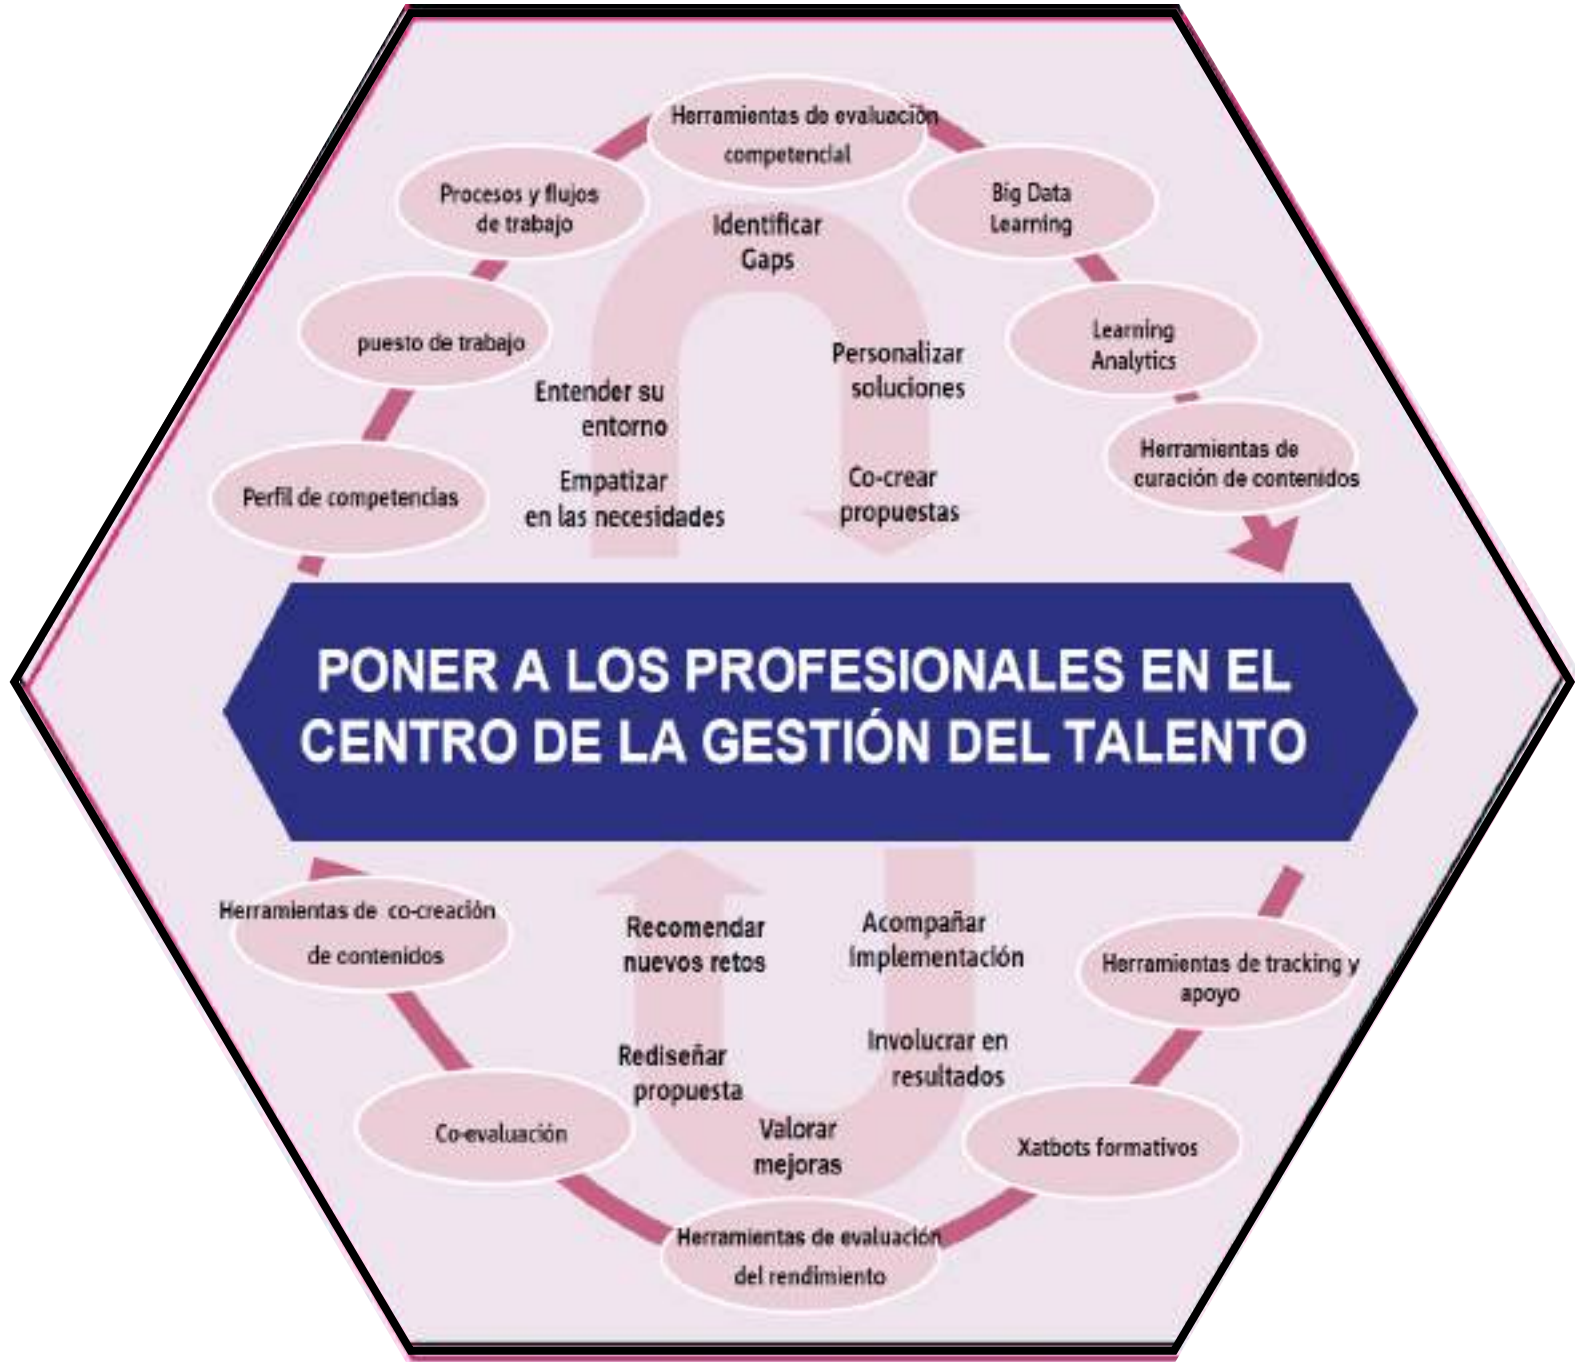 Herramientas de evaluación
competencial
Procesos y flujos
de trabajo
Big Data
Learning
Identificar
Gaps
puesto de trabajo
Learning
Analytics
Personalizar
soluciones
Entender su
entorno
Herramientas de
curación de contenidos
Perfil de competencias
Empatizar
en las necesidades
Co-crear
propuestas
PONER A LOS PROFESIONALES EN EL
CENTRO DE LA GESTIÓN DEL TALENTO
Herramientas de co-creación
de contenidos
Recomendar
nuevos retos
Acompañar
implementación
Herramientas de tracking y
apoyo
Rediseñar
propuesta
Involucrar en
resultados
Co-evaluación
Valorar
mejoras
Xatbots formativos
Herramientas de evaluación
del rendimiento